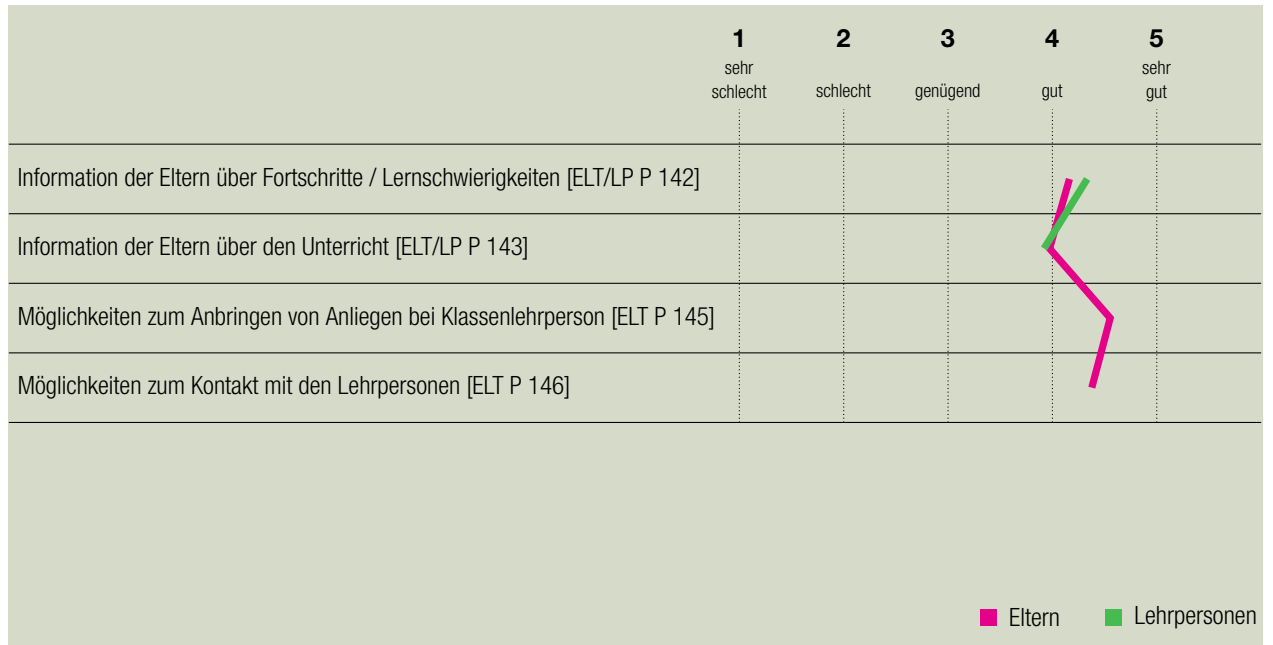 1 2 3 4 5
sehr schlecht schlecht genügend gut sehr gut
Information der Eltern über Fortschritte / Lernschwierigkeiten [ELT/LP P 142]
Information der Eltern über den Unterricht [ELT/LP P 143]
Möglichkeiten zum Anbringen von Anliegen bei Klassenlehrperson [ELT P 145]
Möglichkeiten zum Kontakt mit den Lehrpersonen [ELT P 146]
Eltern Lehrpersonen